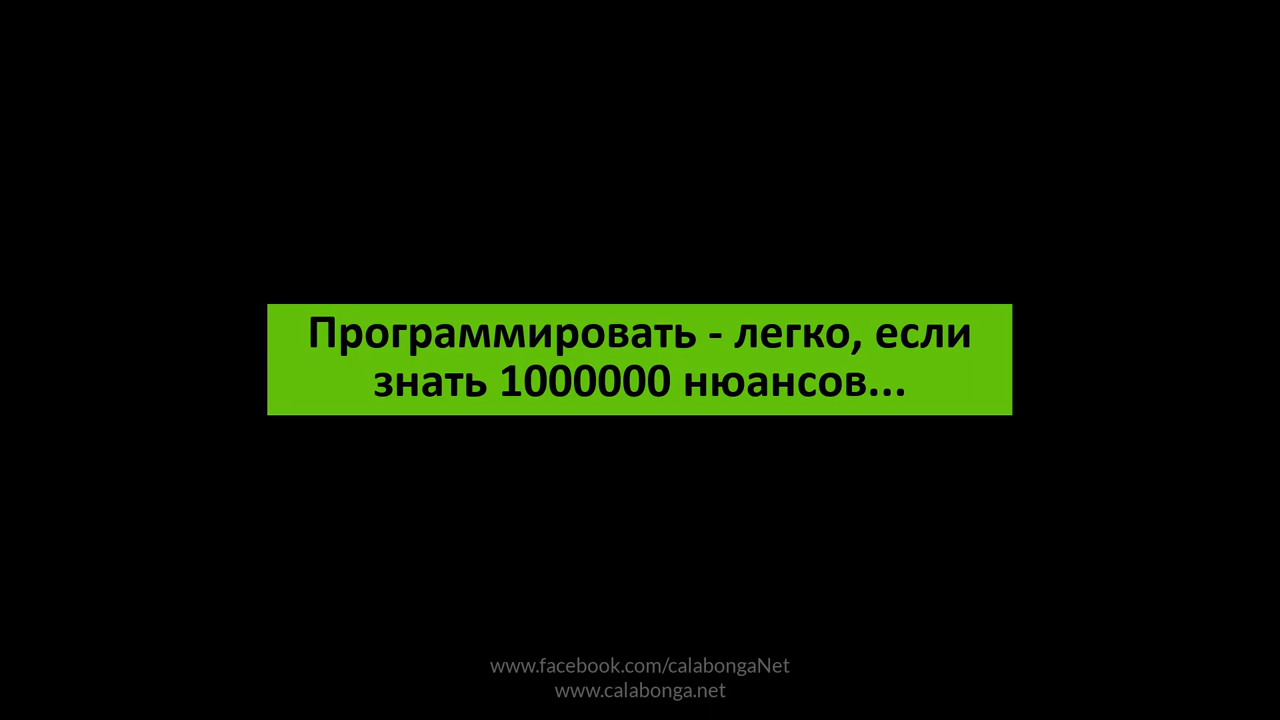 Программировать - легко, если
знать 1000000 нюансов...
www.facebook.com/calabongaNet
www.calabonga.net